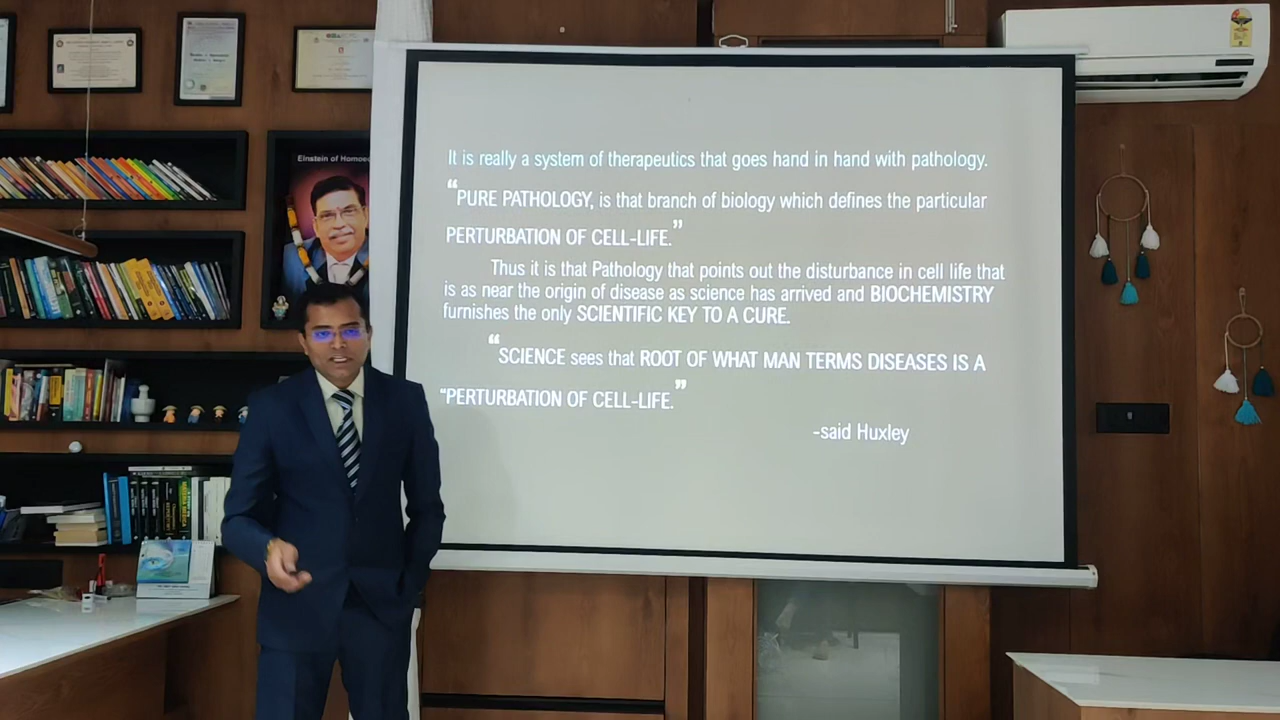 Einstein of Homoeo
It is really a system of therapeutics that goes hand in hand with pathology.
“PURE PATHOLOGY, is that branch of biology which defines the particular
PERTURBATION OF CELL-LIFE.”
Thus it is that Pathology that points out the disturbance in cell life that
is as near the origin of disease as science has arrived and BIOCHEMISTRY
furnishes the only SCIENTIFIC KEY TO A CURE.
“SCIENCE sees that ROOT OF WHAT MAN TERMS DISEASES IS A
“PERTURBATION OF CELL-LIFE.”
-said Huxley